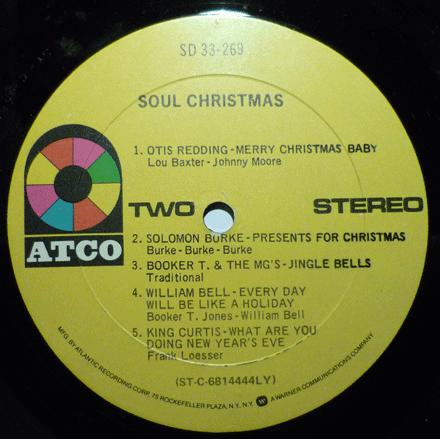 SD 33-269
SOUL CHRISTMAS
1. OTIS REDDING-MERRY CHRISTMAS BABY
Lou Baxter-Johnny Moore
TWO
STEREO
ATCO
2. SOLOMON BURKE-PRESENTS FOR CHRISTMAS
Burke-Burke-Burke
3. BOOKER T. & THE MG'S-JINGLE BELLS
Traditional
4. WILLIAM BELL-EVERY DAY
WILL BE LIKE A HOLIDAY
Booker T. Jones-William Bell
5. KING CURTIS-WHAT ARE YOU
DOING NEW YEAR'S EVE
Frank Loesser
(ST-C-6814444LY)
MFG. BY ATLANTIC RECORDING CORP., 75 ROCKEFELLER PLAZA, N.Y., N.Y. W A WARNER COMMUNICATIONS COMPANY